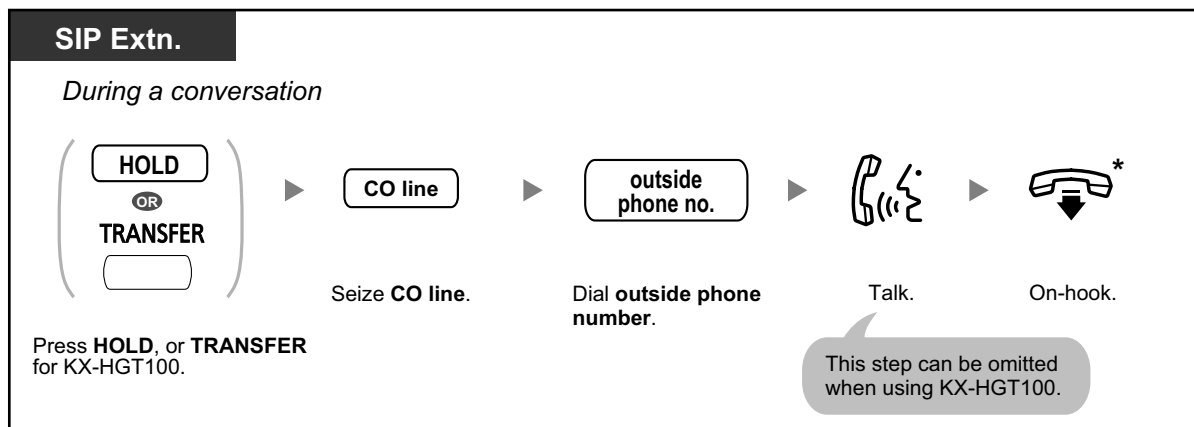 SIP Extn.
During a conversation
HOLD
OR
TRANSFER
CO line
outside
phone no.
*
Press HOLD, or TRANSFER
for KX-HGT100.
Seize CO line.
Dial outside phone
number.
Talk.
On-hook.
This step can be omitted
when using KX-HGT100.